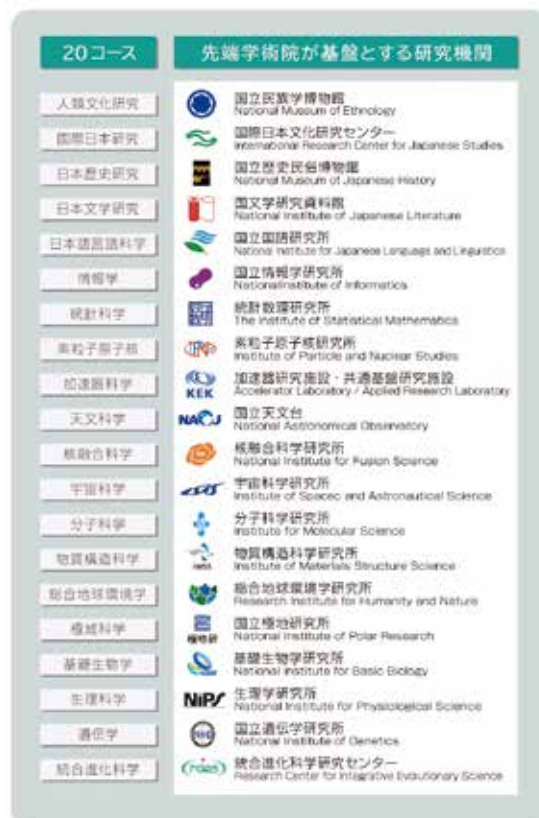 20コース
先端学術院が基盤とする研究機関
人類文化研究
国立民族学博物館
National Museum of Ethnology
国際日本研究
国際日本文化研究センター
International Research Center for Japanese Studies
日本歴史研究
国立歴史民俗博物館
National Museum of Japanese History
日本文学研究
国文学研究資料館
National Institute of Japanese Literature
日本語言語科学
国立国語研究所
National Institute for Japanese Language and Linguistics
情報学
国立情報学研究所
NationalInstitute of Informatics
統計科学
統計数理研究所
The Institute of Statistical Mathematics
素粒子原子核
素粒子原子核研究所
Institute of Particle and Nuclear Studies
加速器科学
KEK
加速器研究施設・共通基盤研究施設
Accelerator Laboratory / Applied Research Laboratory
天文科学
NAOJ
国立天文台
National Astronomical Observatory
核融合科学
核融合科学研究所
National Institute for Fusion Science
宇宙科学
宇宙科学研究所
Institute of Spacec and Astronautical Science
分子科学
分子科学研究所
Institute for Molecular Science
物質構造科学
物質構造科学研究所
Institute of Materials Structure Science
総合地球環境学
総合地球環境学研究所
Research Institute for Humanity and Nature
極域科学
極地研
国立極地研究所
National Institute of Polar Research
基礎生物学
基礎生物学研究所
National Institute for Basic Biology
生理科学
NiPS
生理学研究所
National Institute for Physiological Science
遺伝学
NIG
国立遺伝学研究所
National Institute of Genetics
統合進化科学
統合進化科学研究センター
Research Center for Integrative Evolutionary Science